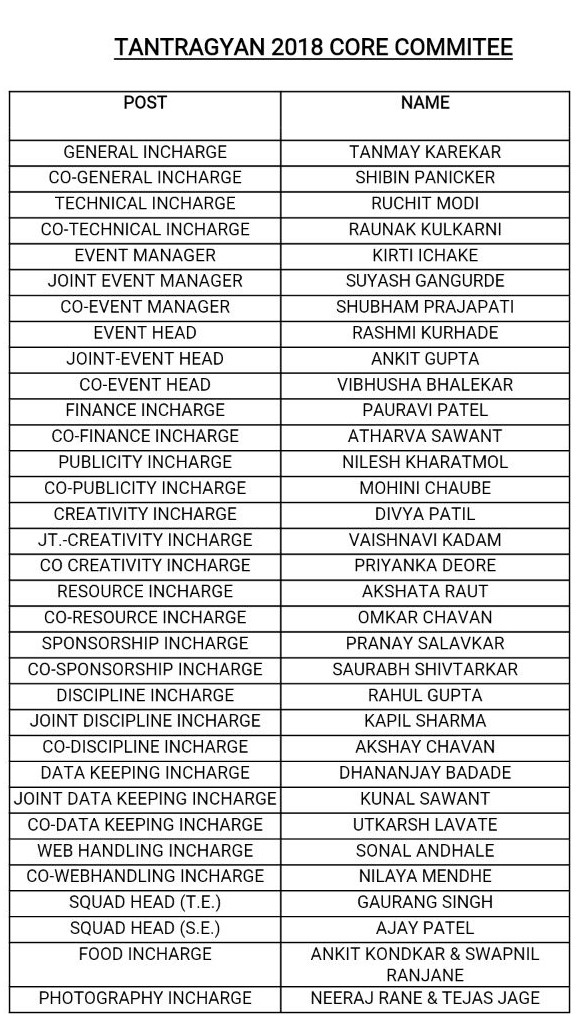 TANTRAGYAN 2018 CORE COMMITEE
POST NAME
GENERAL INCHARGE TANMAY KAREKAR
CO-GENERAL INCHARGE SHIBIN PANICKER
TECHNICAL INCHARGE RUCHIT MODI
CO-TECHNICAL INCHARGE RAUNAK KULKARNI
EVENT MANAGER KIRTI ICHAKE
JOINT EVENT MANAGER SUYASH GANGURDE
CO-EVENT MANAGER SHUBHAM PRAJAPATI
EVENT HEAD RASHMI KURHADE
JOINT-EVENT HEAD ANKIT GUPTA
CO-EVENT HEAD VIBHUSHA BHALEKAR
FINANCE INCHARGE PAURAVI PATEL
CO-FINANCE INCHARGE ATHARVA SAWANT
PUBLICITY INCHARGE NILESH KHARATMOL
CO-PUBLICITY INCHARGE MOHINI CHAUBE
CREATIVITY INCHARGE DIVYA PATIL
JT.-CREATIVITY INCHARGE VAISHNAVI KADAM
CO CREATIVITY INCHARGE PRIYANKA DEORE
RESOURCE INCHARGE AKSHATA RAUT
CO-RESOURCE INCHARGE OMKAR CHAVAN
SPONSORSHIP INCHARGE PRANAY SALAVKAR
CO-SPONSORSHIP INCHARGE SAURABH SHIVTARKAR
DISCIPLINE INCHARGE RAHUL GUPTA
JOINT DISCIPLINE INCHARGE KAPIL SHARMA
CO-DISCIPLINE INCHARGE AKSHAY CHAVAN
DATA KEEPING INCHARGE DHANANJAY BADADE
JOINT DATA KEEPING INCHARGE KUNAL SAWANT
CO-DATA KEEPING INCHARGE UTKARSH LAVATE
WEB HANDLING INCHARGE SONAL ANDHALE
CO-WEBHANDLING INCHARGE NILAYA MENDHE
SQUAD HEAD (T.E.) GAURANG SINGH
SQUAD HEAD (S.E.) AJAY PATEL
FOOD INCHARGE ANKIT KONDKAR & SWAPNIL
RANJANE
PHOTOGRAPHY INCHARGE NEERAJ RANE & TEJAS JAGE